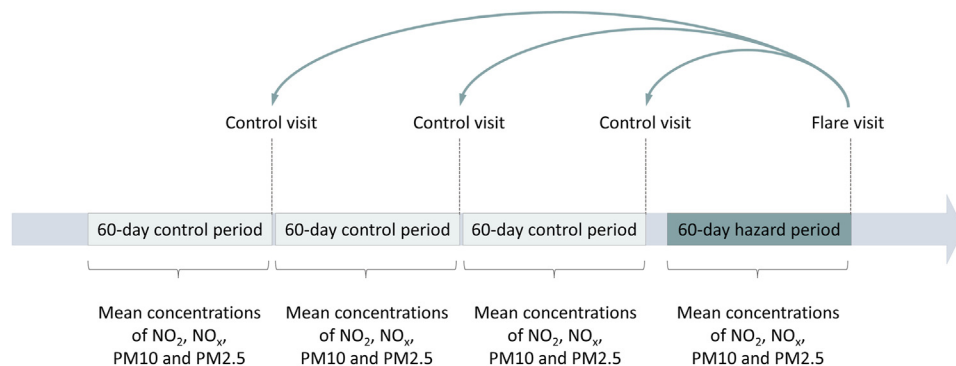 Control visit Control visit Control visit Flare visit
60-day control period 60-day control period 60-day control period 60-day hazard period
Mean concentrations Mean concentrations Mean concentrations Mean concentrations
of NO₂, NOₓ, of NO₂, NOₓ, of NO₂, NOₓ, of NO₂, NOₓ,
PM10 and PM2.5 PM10 and PM2.5 PM10 and PM2.5 PM10 and PM2.5